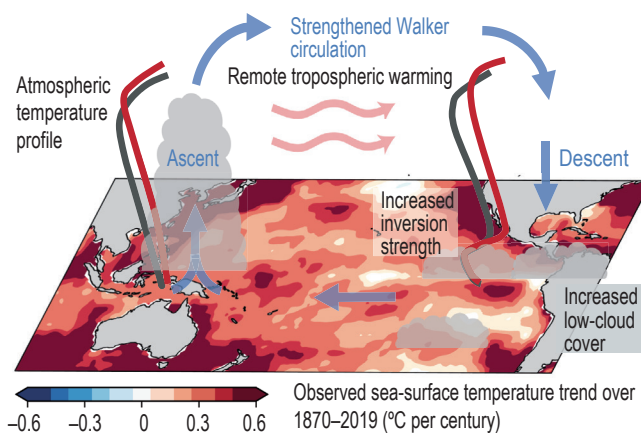 Strengthened Walker
circulation
Atmospheric
temperature
profile
Remote tropospheric warming
Ascent
Descent
Increased
inversion
strength
Increased
low-cloud
cover
–0.6 –0.3 0 0.3 0.6
Observed sea-surface temperature trend over
1870–2019 (ºC per century)